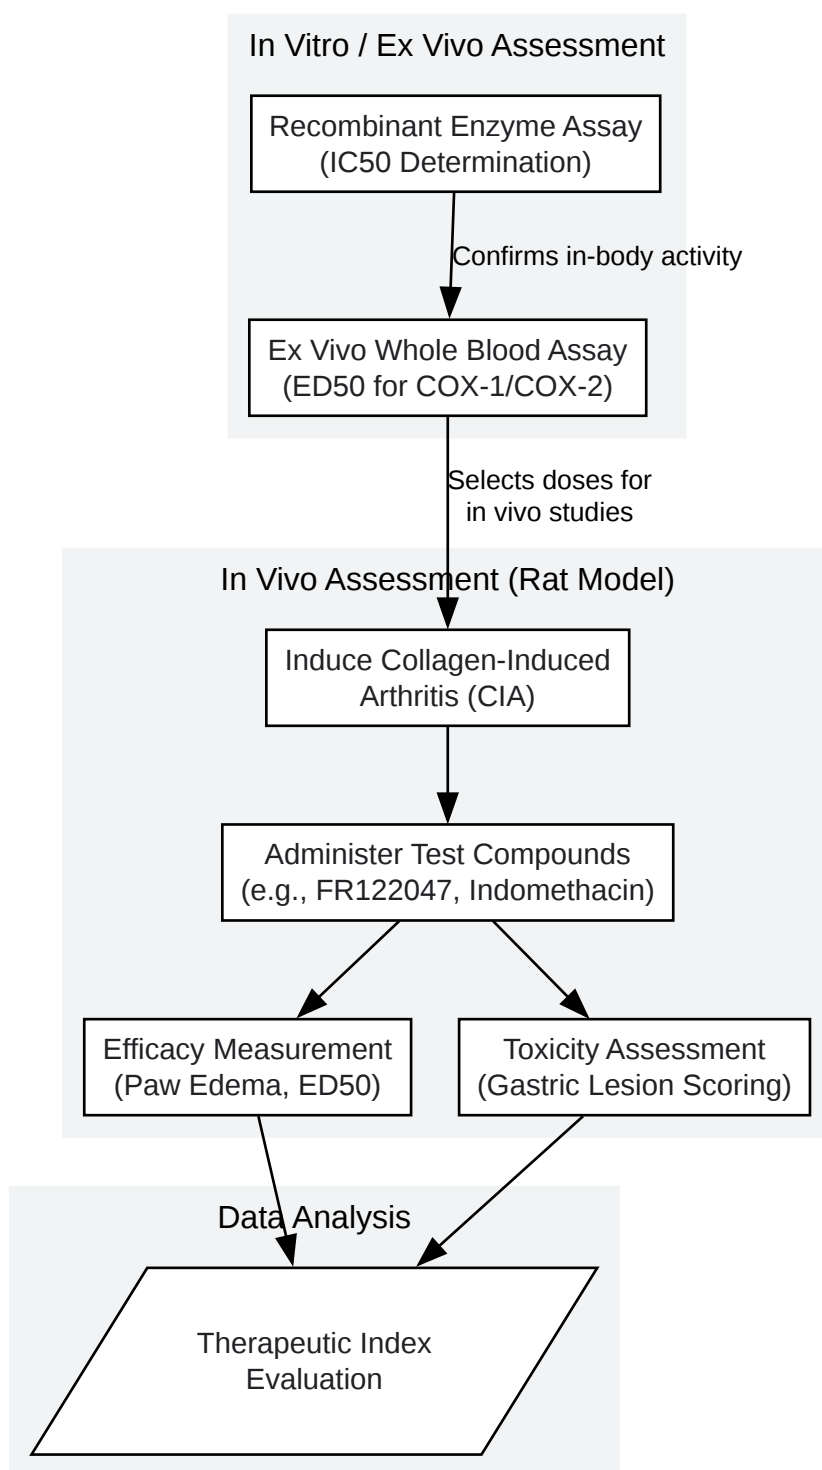 In Vitro / Ex Vivo Assessment
Recombinant Enzyme Assay
(IC50 Determination)
Confirms in-body activity
Ex Vivo Whole Blood Assay
(ED50 for COX-1/COX-2)
Selects doses for
in vivo studies
In Vivo Assessment (Rat Model)
Induce Collagen-Induced
Arthritis (CIA)
Administer Test Compounds
(e.g., FR122047, Indomethacin)
Efficacy Measurement
(Paw Edema, ED50)
Toxicity Assessment
(Gastric Lesion Scoring)
Data Analysis
Therapeutic Index
Evaluation